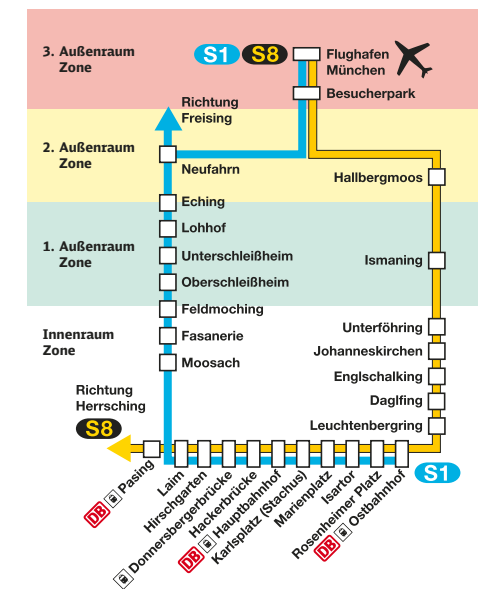 3. Außenraum
Zone
S1 S8
Flughafen
München
Besucherpark
Richtung
Freising
2. Außenraum
Zone
Neufahrn
Hallbergmoos
Eching
Lohhof
1. Außenraum
Zone
Unterschleißheim
Ismaning
Oberschleißheim
Feldmoching
Innenraum
Zone
Fasanerie
Unterföhring
Moosach
Johanneskirchen
Englschalking
Richtung
Herrsching
S8
Daglfing
Leuchtenbergring
S1
DB Pasing
Laim
Hirschgarten
Donnersbergerbrücke
Hackerbrücke
DB Hauptbahnhof
Karlsplatz (Stachus)
Marienplatz
Isartor
Rosenheimer Platz
DB Ostbahnhof